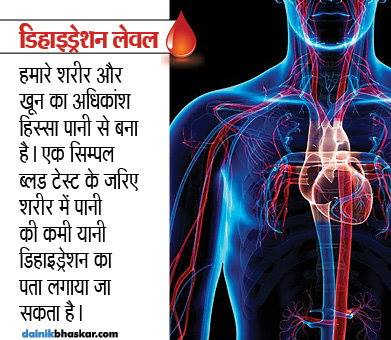 डिहाइड्रेशन लेवल
हमारे शरीर और
खून का अधिकांश
हिस्सा पानी से बना
है। एक सिम्पल
ब्लड टेस्ट के जरिए
शरीर में पानी
की कमी यानी
डिहाइड्रेशन का
पता लगाया जा
सकता है।
dainikbhaskar.com